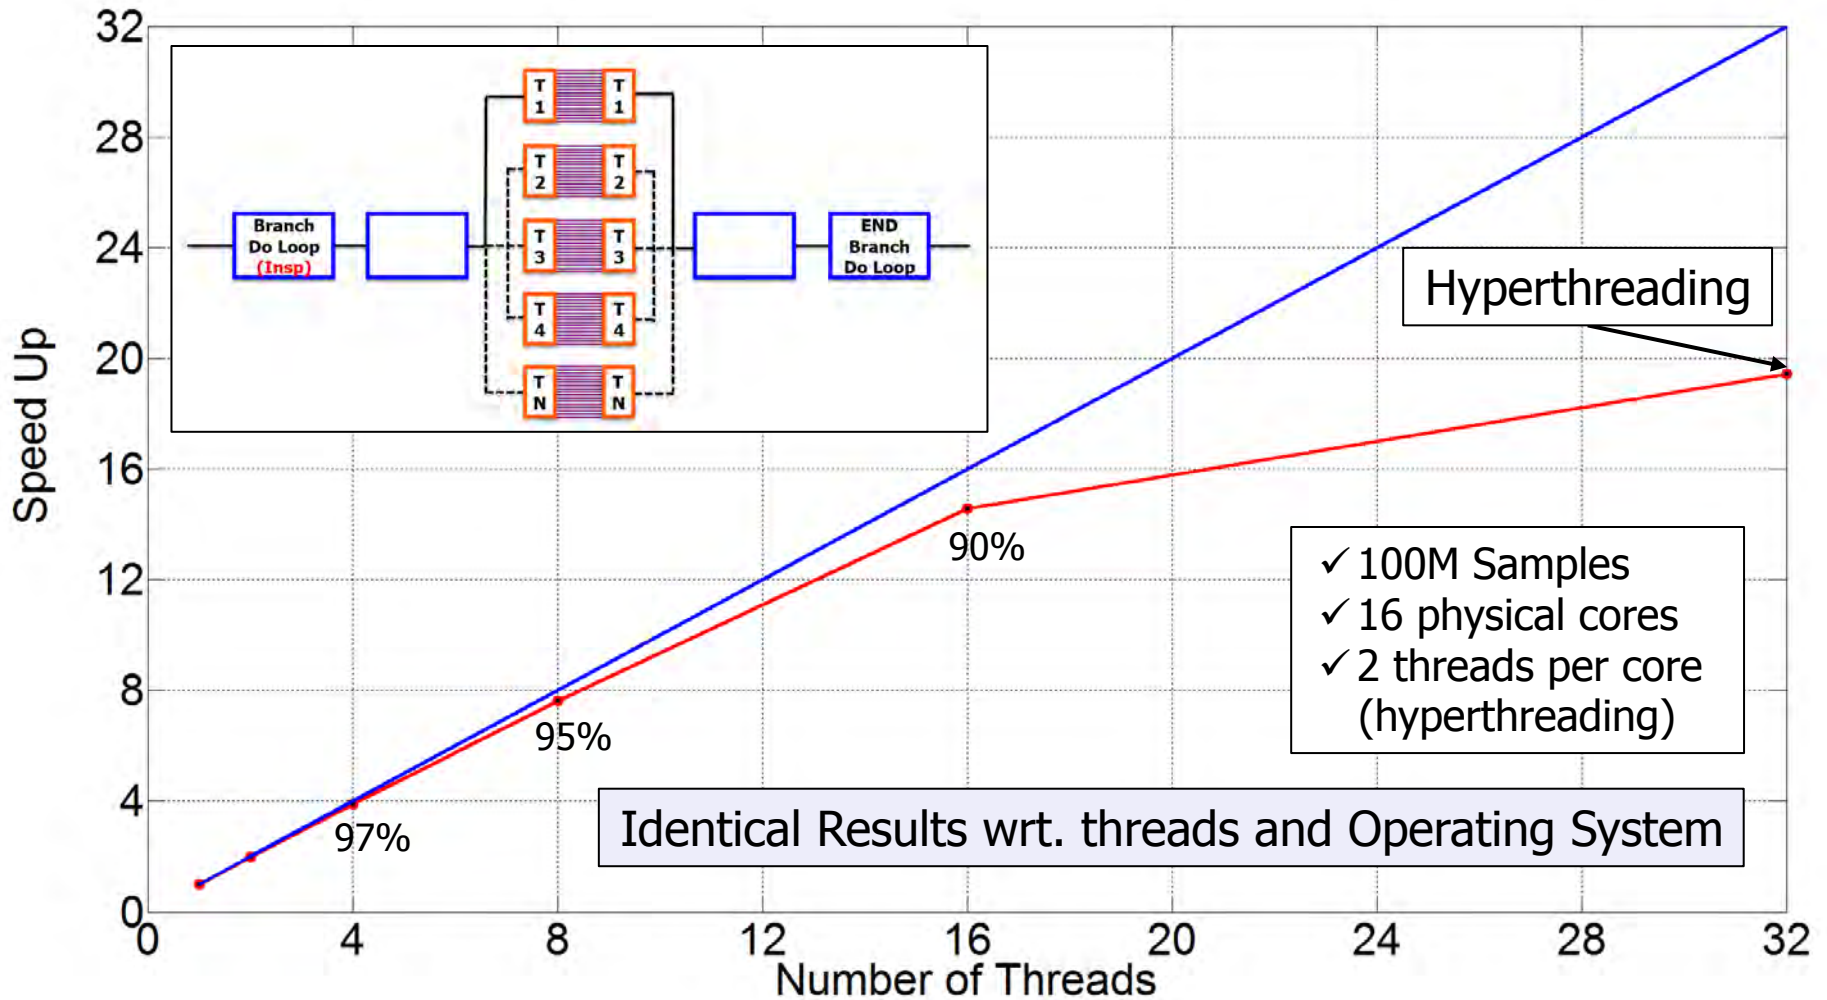 32
28
24
20
16
12
8
4
0
Speed Up
T
1
T
1
T
2
T
2
T
3
T
3
T
4
T
4
T
N
T
N
Branch
Do Loop
(Insp)
END
Branch
Do Loop
Hyperthreading
90%
95%
97%
✓ 100M Samples
✓ 16 physical cores
✓ 2 threads per core
(hyperthreading)
Identical Results wrt. threads and Operating System
0 4 8 12 16 20 24 28 32
Number of Threads